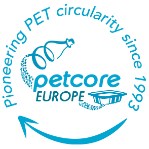 Pioneering PET circularity since 1993
petcore
EUROPE